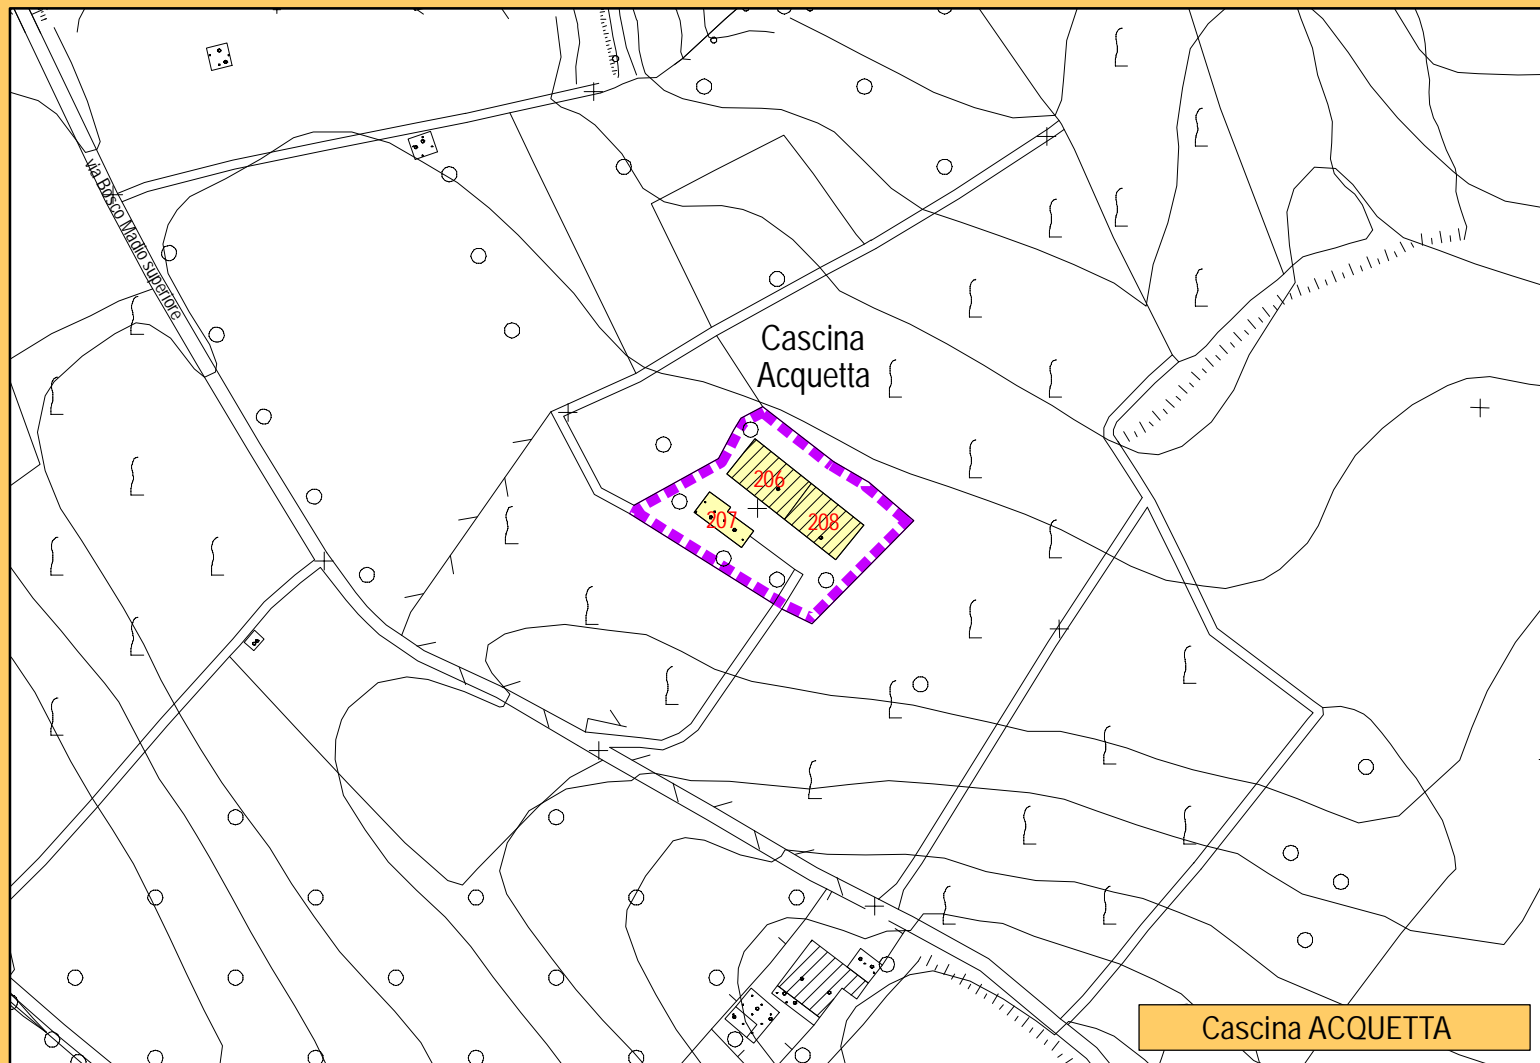 via Bosco Madio superiore
Cascina
Acquetta
206
207
208
Cascina ACQUETTA